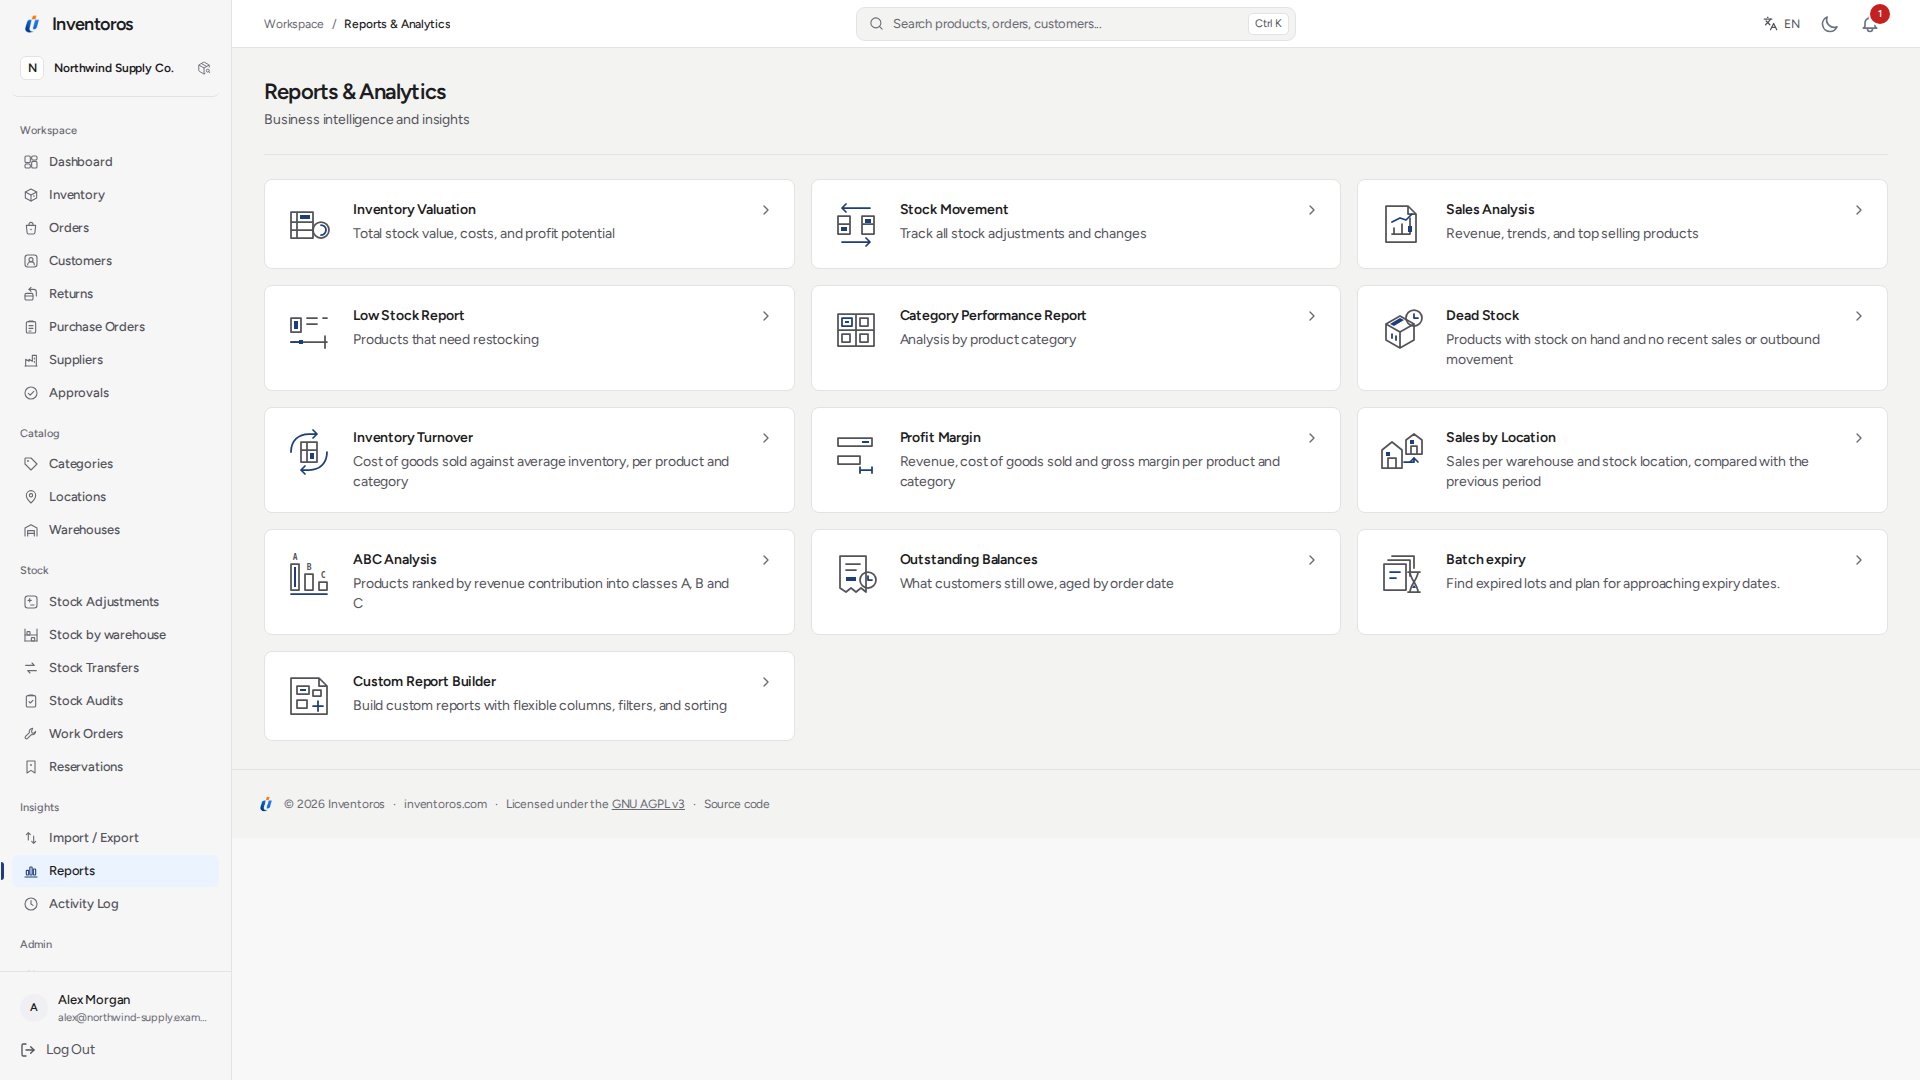 Inventoros
N Northwind Supply Co.
Workspace
Dashboard
Inventory
Orders
Customers
Returns
Purchase Orders
Suppliers
Approvals
Catalog
Categories
Locations
Warehouses
Stock
Stock Adjustments
Stock by warehouse
Stock Transfers
Stock Audits
Work Orders
Reservations
Insights
Import / Export
Reports
Activity Log
Admin
A
Alex Morgan
alex@northwind-supply.exam...
Log Out
Workspace / Reports & Analytics
Search products, orders, customers... Ctrl K
EN
1
Reports & Analytics
Business intelligence and insights
Inventory Valuation
Total stock value, costs, and profit potential
Stock Movement
Track all stock adjustments and changes
Sales Analysis
Revenue, trends, and top selling products
Low Stock Report
Products that need restocking
Category Performance Report
Analysis by product category
Dead Stock
Products with stock on hand and no recent sales or outbound
movement
Inventory Turnover
Cost of goods sold against average inventory, per product and
category
Profit Margin
Revenue, cost of goods sold and gross margin per product and
category
Sales by Location
Sales per warehouse and stock location, compared with the
previous period
A B C
ABC Analysis
Products ranked by revenue contribution into classes A, B and
C
Outstanding Balances
What customers still owe, aged by order date
Batch expiry
Find expired lots and plan for approaching expiry dates.
Custom Report Builder
Build custom reports with flexible columns, filters, and sorting
© 2026 Inventoros · inventoros.com · Licensed under the GNU AGPL v3 · Source code